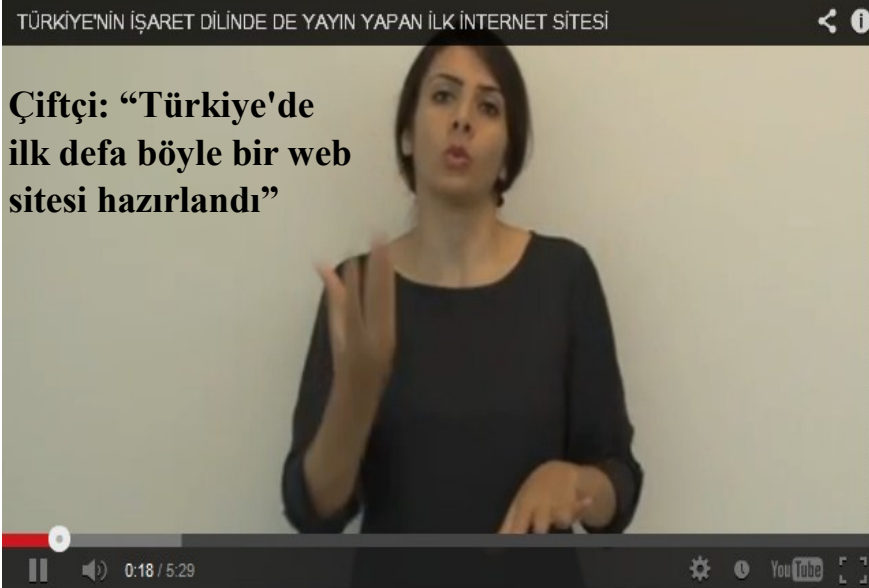 TÜRKİYE'NİN İŞARET DİLİNDE DE YAYIN YAPAN İLK İNTERNET SİTESİ
Çiftçi: “Türkiye'de
ilk defa böyle bir web
sitesi hazırlandı”
0:18 / 5:29
YouTube